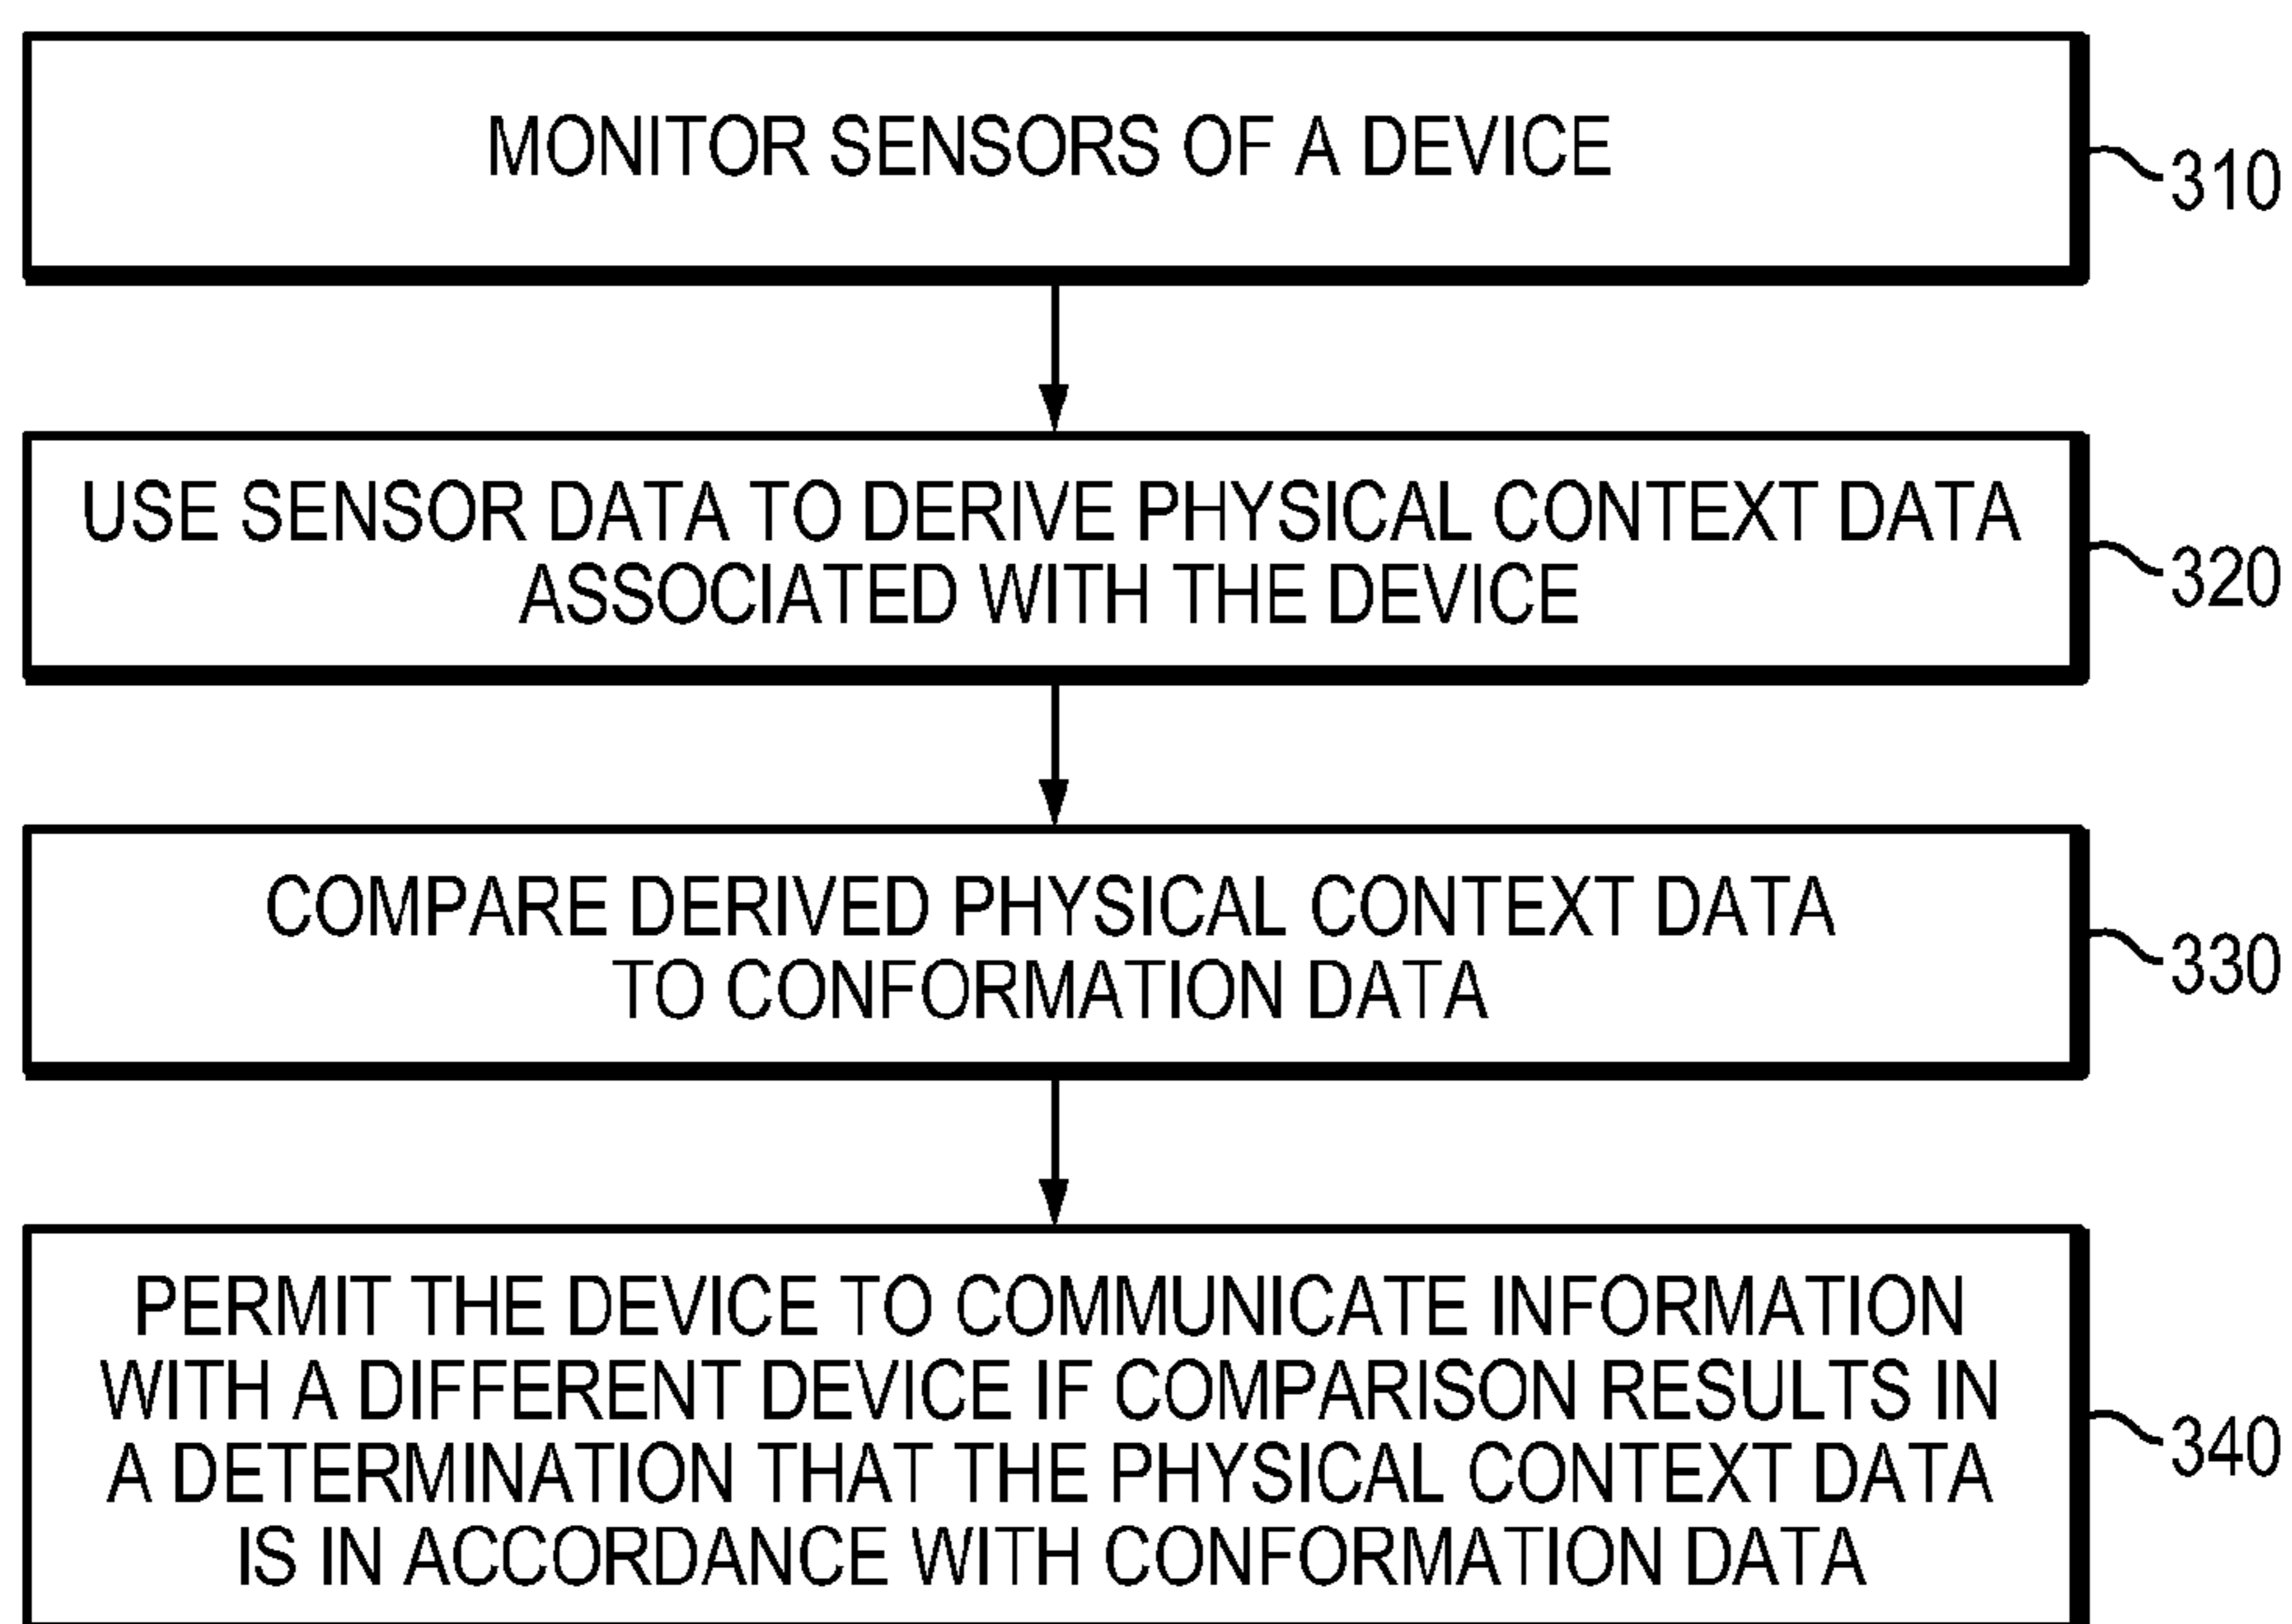 MONITOR SENSORS OF A DEVICE
310
USE SENSOR DATA TO DERIVE PHYSICAL CONTEXT DATA
ASSOCIATED WITH THE DEVICE
320
COMPARE DERIVED PHYSICAL CONTEXT DATA
TO CONFORMATION DATA
330
PERMIT THE DEVICE TO COMMUNICATE INFORMATION
WITH A DIFFERENT DEVICE IF COMPARISON RESULTS IN
A DETERMINATION THAT THE PHYSICAL CONTEXT DATA
IS IN ACCORDANCE WITH CONFORMATION DATA
340